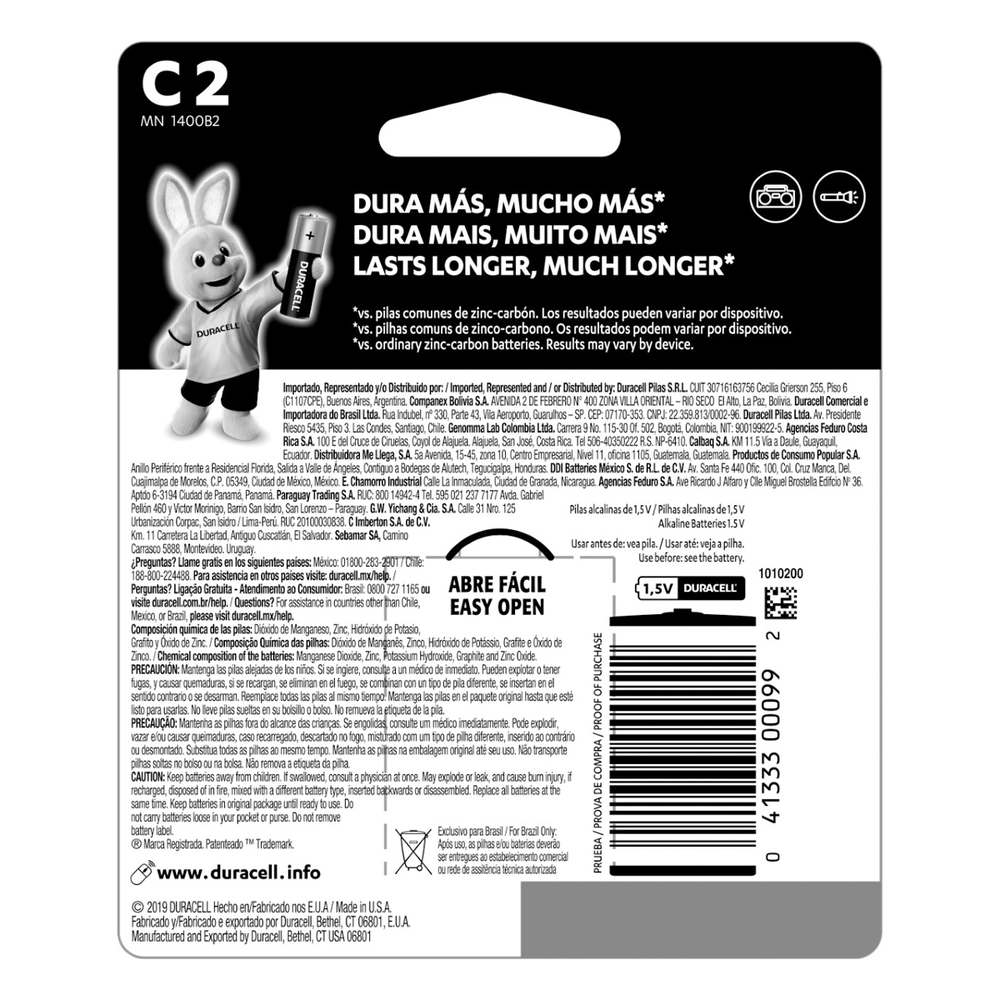 C 2
MN 1400B2
DURACELL
+
DURACELL
DURA MÁS, MUCHO MÁS*
DURA MAIS, MUITO MAIS*
LASTS LONGER, MUCH LONGER*
*vs. pilas comunes de zinc-carbón. Los resultados pueden variar por dispositivo.
*vs. pilhas comuns de zinco-carbono. Os resultados podem variar por dispositivo.
*vs. ordinary zinc-carbon batteries. Results may vary by device.
Importado, Representado y/o Distribuido por: / Imported, Represented and / or Distributed by: Duracell Pilas S.R.L. CUIT 30716163756 Cecilia Grierson 255, Piso 6
(C1107CPE), Buenos Aires, Argentina. Companex Bolivia S.A. AVENIDA 2 DE FEBRERO N° 400 ZONA VILLA ORIENTAL – RIO SECO El Alto, La Paz, Bolivia. Duracell Comercial e
Importadora do Brasil Ltda. Rua Indubel, nº 330, Parte 43, Vila Aeroporto, Guarulhos – SP. CEP: 07170-353. CNPJ: 22.359.813/0002-96. Duracell Pilas Ltda. Av. Presidente
Riesco 5435, Piso 3. Las Condes, Santiago, Chile. Genomma Lab Colombia Ltda. Carrera 9 No. 115-30 Of. 502, Bogotá, Colombia, NIT: 900199922-5. Agencias Feduro Costa
Rica S.A. 100 E del Cruce de Ciruelas, Coyol de Alajuela. Alajuela, San José, Costa Rica. Tel 506-40350222 R.S. NP-6410. Calbaq S.A. KM 11.5 Vía a Daule, Guayaquil,
Ecuador. Distribuidora Me Llega, S.A. 5a Avenida, 15-45, zona 10, Centro Empresarial, Nivel 11, oficina 1105, Guatemala, Guatemala. Productos de Consumo Popular S.A.
Anillo Periférico frente a Residencial Florida, Salida a Valle de Ángeles, Contiguo a Bodegas de Alutech, Tegucigalpa, Honduras. DDI Batteries México S. de R.L. de C.V. Av. Santa Fe 440 Ofic. 100, Col. Cruz Manca, Del.
Cuajimalpa de Morelos, C.P. 05349, Ciudad de México, México. E. Chamorro Industrial Calle La Inmaculada, Ciudad de Granada, Nicaragua. Agencias Feduro S.A. Ave Ricardo J Alfaro y Clle Miguel Brostella Edifcio N° 36.
Aptdo 6-3194 Ciudad de Panamá, Panamá. Paraguay Trading S.A. RUC: 800 14942-4 Tel. 595 021 237 7177 Avda. Gabriel
Pellón 460 y Victor Morinigo, Barrio San Isidro, San Lorenzo – Paraguay. G.W. Yichang & Cia. S.A. Calle 31 Nro. 125
Urbanización Corpac, San Isidro / Lima-Perú. RUC 20100030838. C Imberton S.A. de C.V.
Km. 11 Carretera La Libertad, Antiguo Cuscatlán, El Salvador. Sebamar SA, Camino
Carrasco 5888, Montevideo. Uruguay.
Pilas alcalinas de 1,5 V / Pilhas alcalinas de 1,5 V
Alkaline Batteries 1.5 V
Usar antes de: vea pila. / Usar até: veja a pilha.
Use before: see the battery.
¿Preguntas? Llame gratis en los siguientes países: México: 01800-283-2901 / Chile:
188-800-224488. Para asistencia en otros países visite: duracell.mx/help. /
Perguntas? Ligação Gratuita - Atendimento ao Consumidor: Brasil: 0800 727 1165 ou
visite duracell.com.br/help. / Questions? For assistance in countries other than Chile,
Mexico, or Brazil, please visit duracell.mx/help.
Composición química de las pilas: Dióxido de Manganeso, Zinc, Hidróxido de Potasio,
Grafito y Óxido de Zinc. / Composição Química das pilhas: Dióxido de Manganês, Zinco, Hidróxido de Potássio, Grafite e Óxido de
Zinco. / Chemical composition of the batteries: Manganese Dioxide, Zinc, Potassium Hydroxide, Graphite and Zinc Oxide.
PRECAUCIÓN: Mantenga las pilas alejadas de los niños. Si se ingiere, consulte a un médico de inmediato. Pueden explotar o tener
fugas, y causar quemaduras, si se recargan, se eliminan en el fuego, se combinan con un tipo de pila diferente, se insertan en el
sentido contrario o se desarman. Reemplace todas las pilas al mismo tiempo. Mantenga las pilas en el paquete original hasta que esté
listo para usarlas. No lleve pilas sueltas en su bolsillo o bolso. No remueva la etiqueta de la pila.
PRECAUÇÃO: Mantenha as pilhas fora do alcance das crianças. Se engolidas, consulte um médico imediatamente. Pode explodir,
vazar e/ou causar queimaduras, caso recarregado, descartado no fogo, misturado com um tipo de pilha diferente, inserido ao contrário
ou desmontado. Substitua todas as pilhas ao mesmo tempo. Mantenha as pilhas na embalagem original até seu uso. Não transporte
pilhas soltas no bolso ou na bolsa. Não remova a etiqueta da pilha.
CAUTION: Keep batteries away from children. If swallowed, consult a physician at once. May explode or leak, and cause burn injury, if
recharged, disposed of in fire, mixed with a different battery type, inserted backwards or disassembled. Replace all batteries at the
same time. Keep batteries in original package until ready to use. Do
not carry batteries loose in your pocket or purse. Do not remove
battery label.
® Marca Registrada. Patenteado ™ Trademark.
www.duracell.info
ABRE FÁCIL
EASY OPEN
Exclusivo para Brasil / For Brazil Only:
Após uso, as pilhas e/ou baterias deverão
ser entregues ao estabelecimento comercial
ou rede de assistência técnica autorizada
1,5V DURACELL
1010200
PRUEBA / PROVA DE COMPRA / PROOF OF PURCHASE
0 41333 00099 2
© 2019 DURACELL Hecho en/Fabricado nos E.U.A / Made in U.S.A.
Fabricado y/Fabricado e exportado por Duracell, Bethel, CT 06801, E.U.A.
Manufactured and Exported by Duracell, Bethel, CT USA 06801